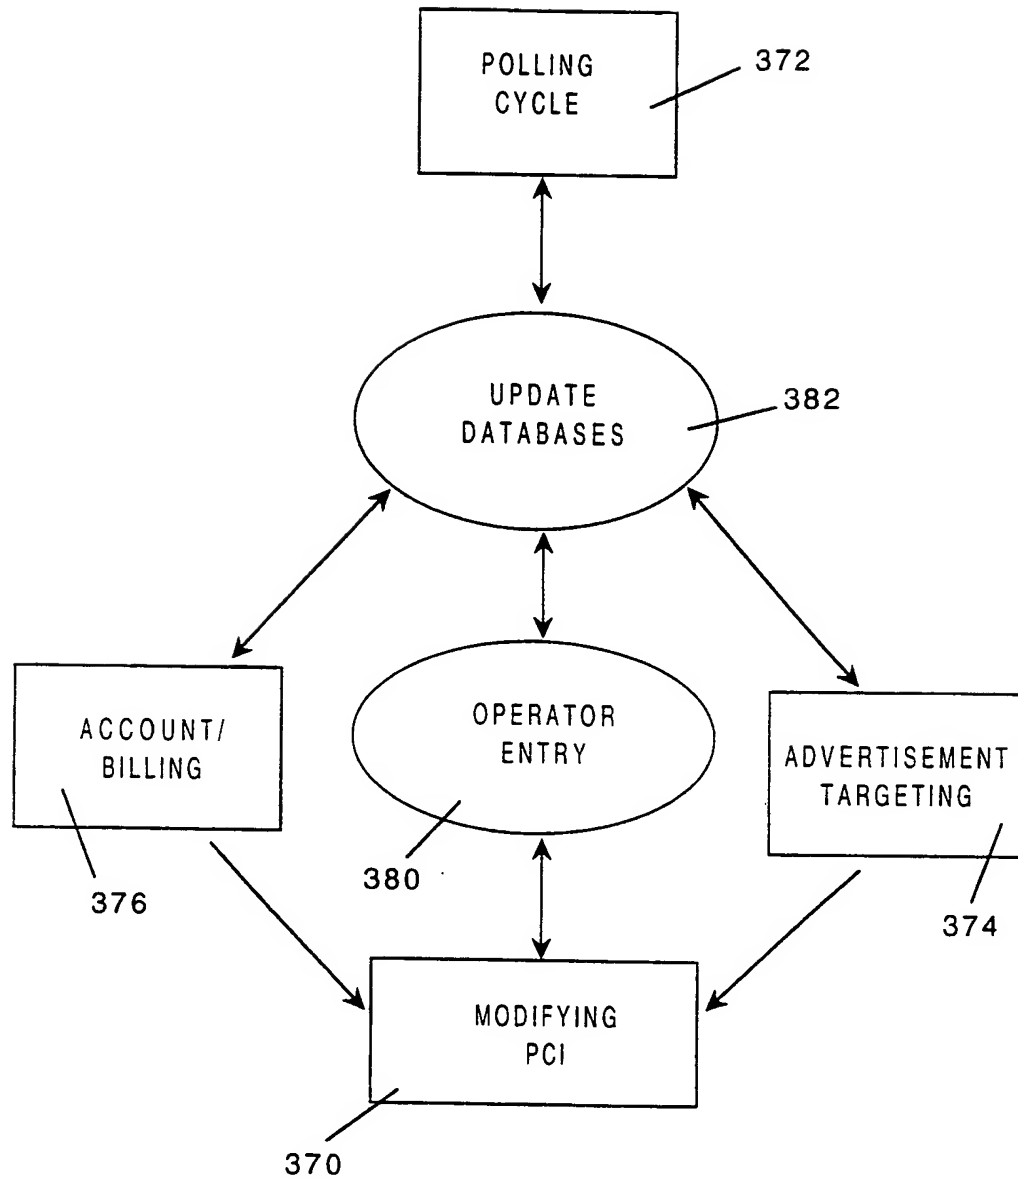 POLLING
CYCLE
372
UPDATE
DATABASES
382
ACCOUNT/
BILLING
376
OPERATOR
ENTRY
380
ADVERTISEMENT
TARGETING
374
MODIFYING
PCI
370